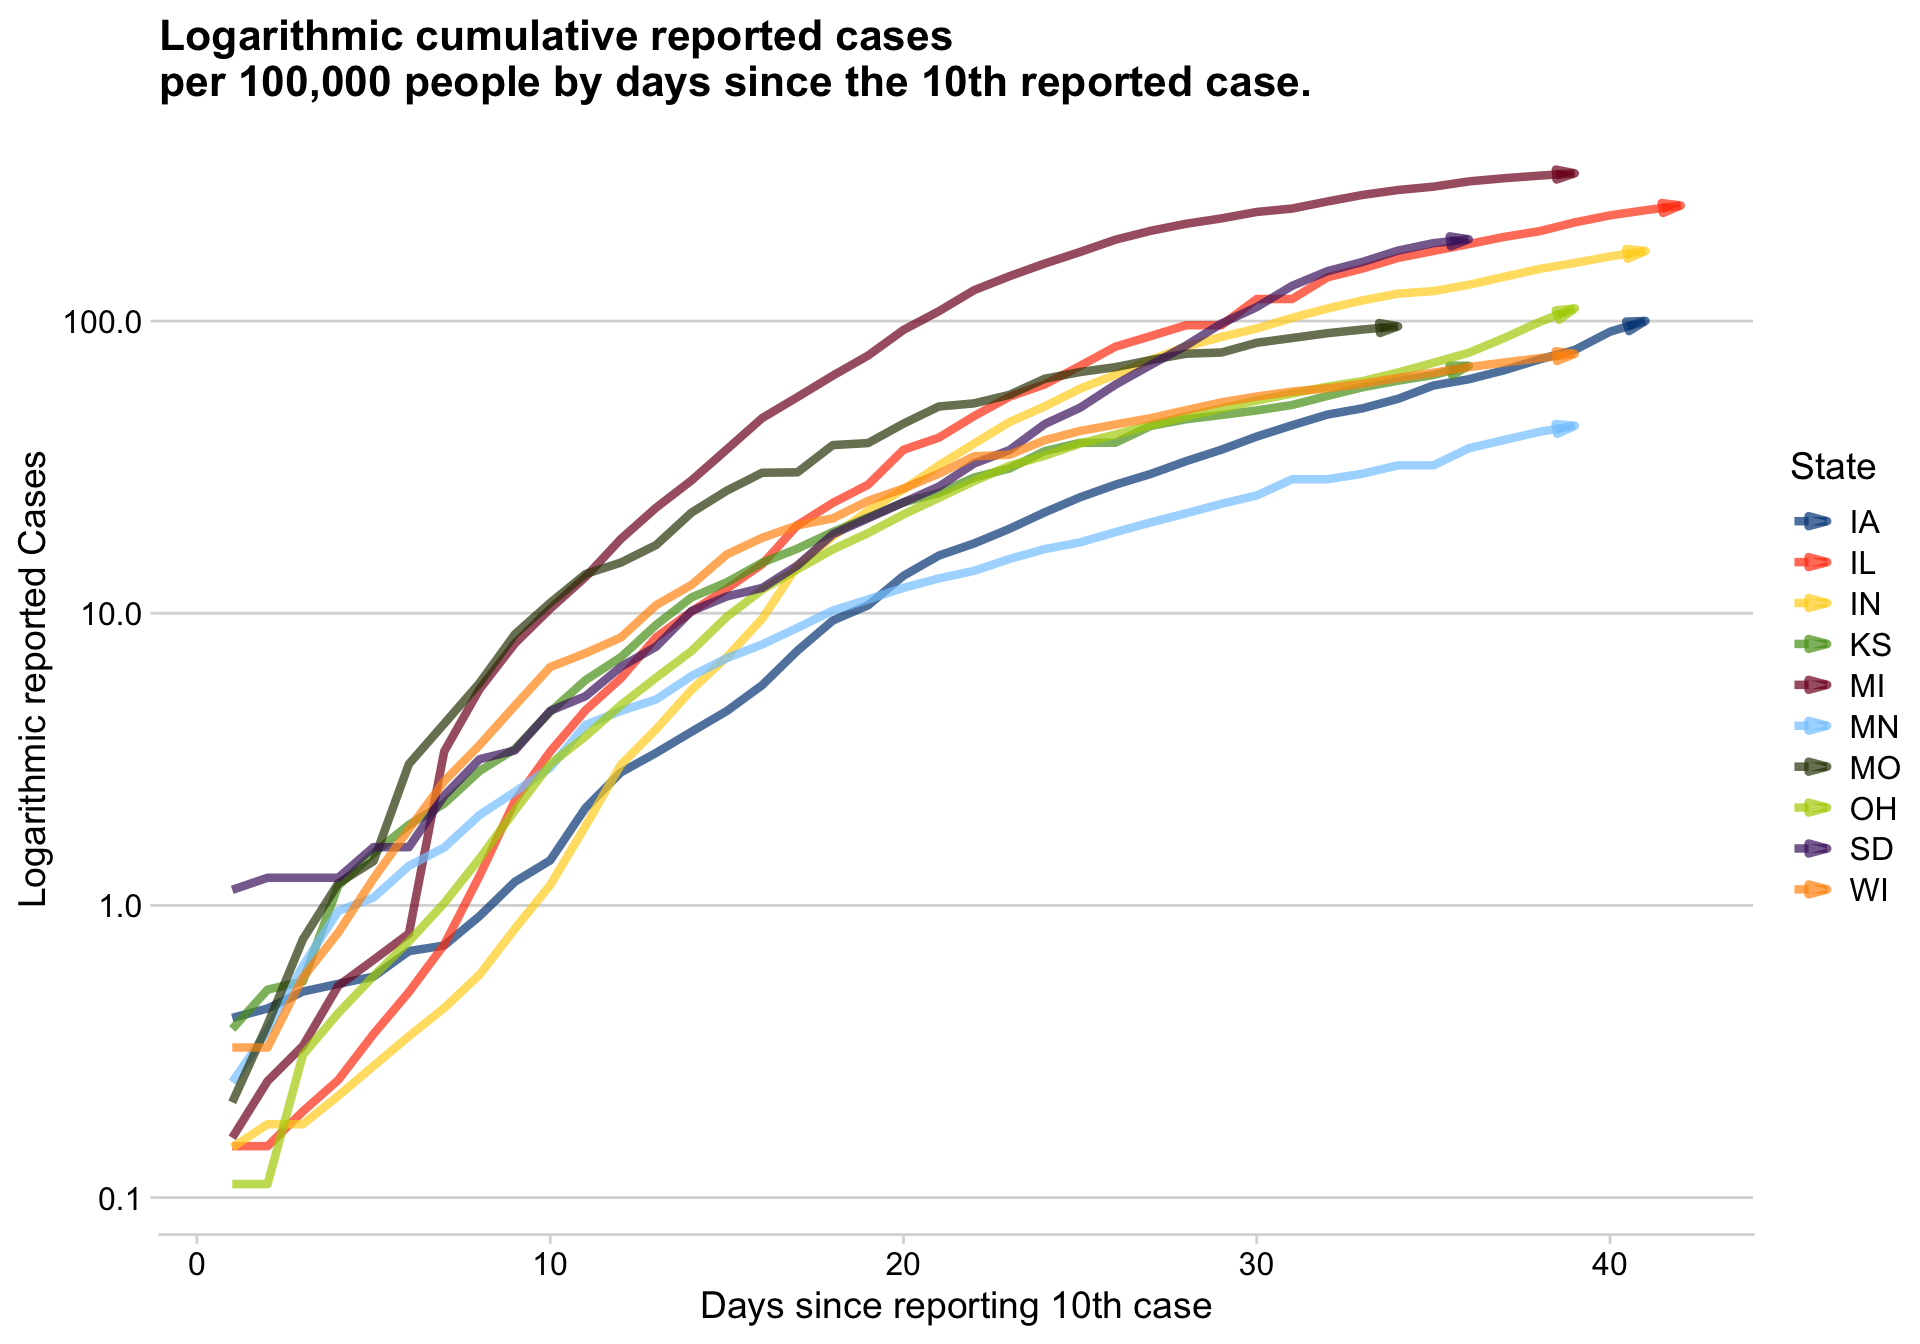 Logarithmic cumulative reported cases
per 100,000 people by days since the 10th reported case.
Logarithmic reported Cases
100.0
10.0
1.0
0.1
0
10
20
30
40
Days since reporting 10th case
State
IA
IL
IN
KS
MI
MN
MO
OH
SD
WI